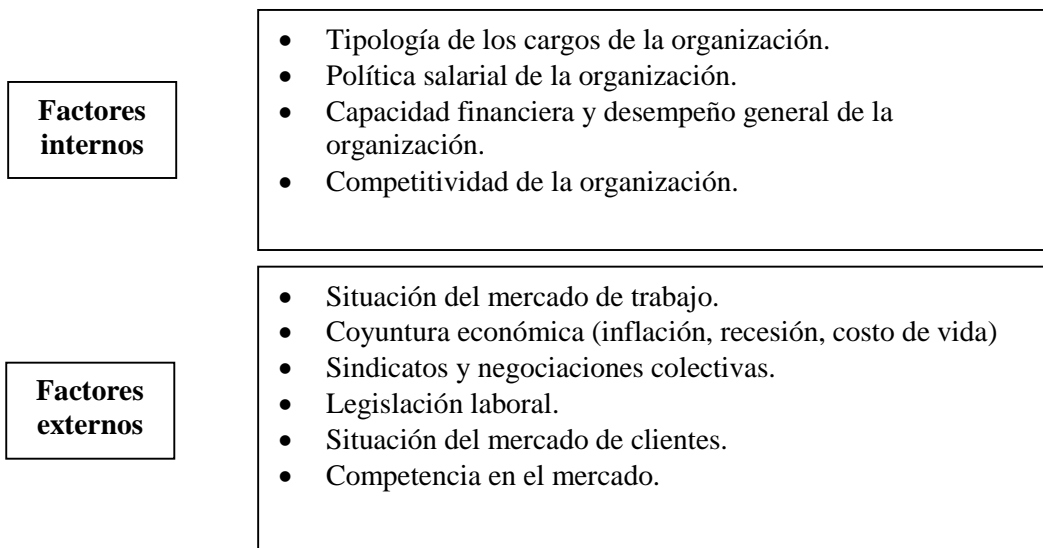 Factores
internos
• Tipología de los cargos de la organización.
• Política salarial de la organización.
• Capacidad financiera y desempeño general de la
organización.
• Competitividad de la organización.
Factores
externos
• Situación del mercado de trabajo.
• Coyuntura económica (inflación, recesión, costo de vida)
• Sindicatos y negociaciones colectivas.
• Legislación laboral.
• Situación del mercado de clientes.
• Competencia en el mercado.